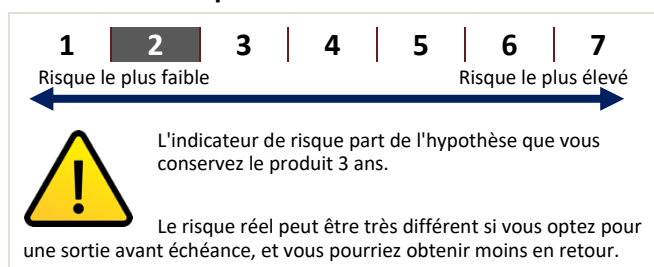 1 2 3 4 5 6 7
Risque le plus faible Risque le plus élevé
L'indicateur de risque part de l'hypothèse que vous
conservez le produit 3 ans.
Le risque réel peut être très différent si vous optez pour
une sortie avant échéance, et vous pourriez obtenir moins en retour.